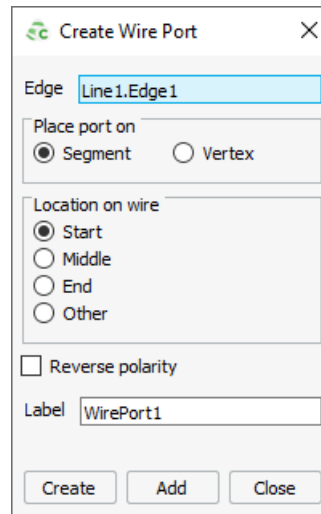 Create Wire Port
Edge Line1.Edge1
Place port on
Segment Vertex
Location on wire
Start
Middle
End
Other
Reverse polarity
Label WirePort1
Create Add Close